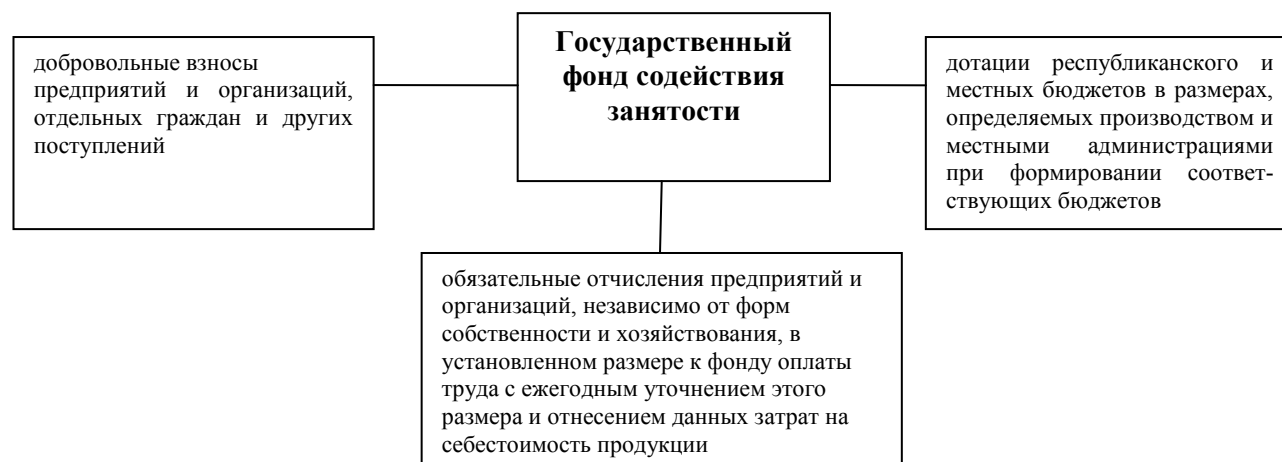 Государственный
фонд содействия
занятости
добровольные взносы
предприятий и организаций,
отдельных граждан и других
поступлений
дотации республиканского и
местных бюджетов в размерах,
определяемых производством и
местными администрациями
при формировании соответ-
ствующих бюджетов
обязательные отчисления предприятий и
организаций, независимо от форм
собственности и хозяйствования, в
установленном размере к фонду оплаты
труда с ежегодным уточнением этого
размера и отнесением данных затрат на
себестоимость продукции